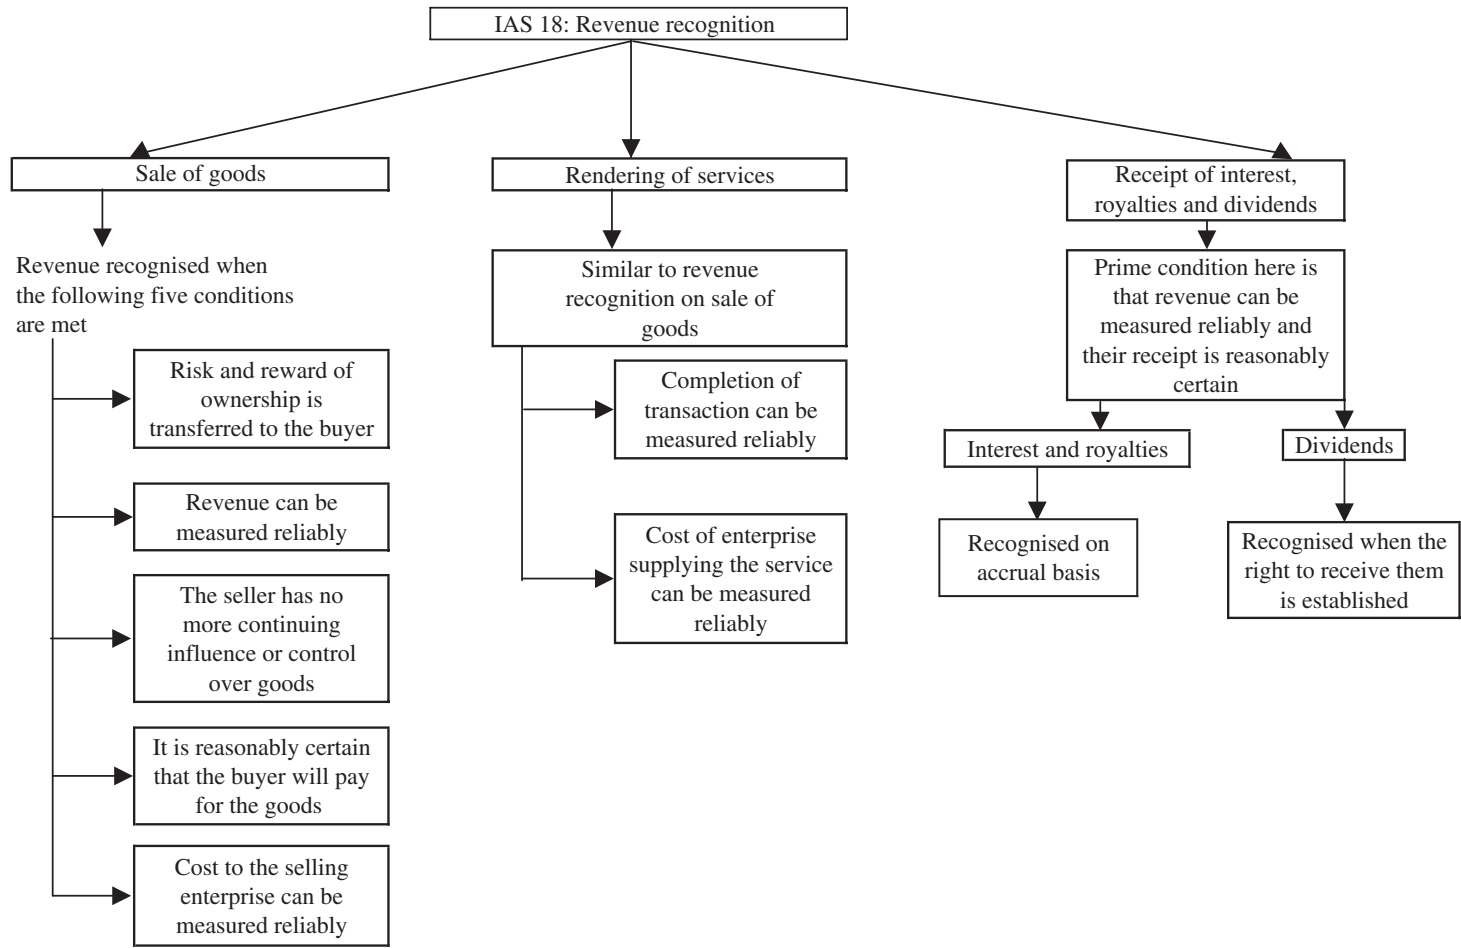 IAS 18: Revenue recognition
Sale of goods
Revenue recognised when
the following five conditions
are met
Risk and reward of
ownership is
transferred to the buyer
Revenue can be
measured reliably
The seller has no
more continuing
influence or control
over goods
It is reasonably certain
that the buyer will pay
for the goods
Cost to the selling
enterprise can be
measured reliably
Rendering of services
Similar to revenue
recognition on sale of
goods
Completion of
transaction can be
measured reliably
Cost of enterprise
supplying the service
can be measured
reliably
Receipt of interest,
royalties and dividends
Prime condition here is
that revenue can be
measured reliably and
their receipt is reasonably
certain
Interest and royalties
Recognised on
accrual basis
Dividends
Recognised when the
right to receive them
is established